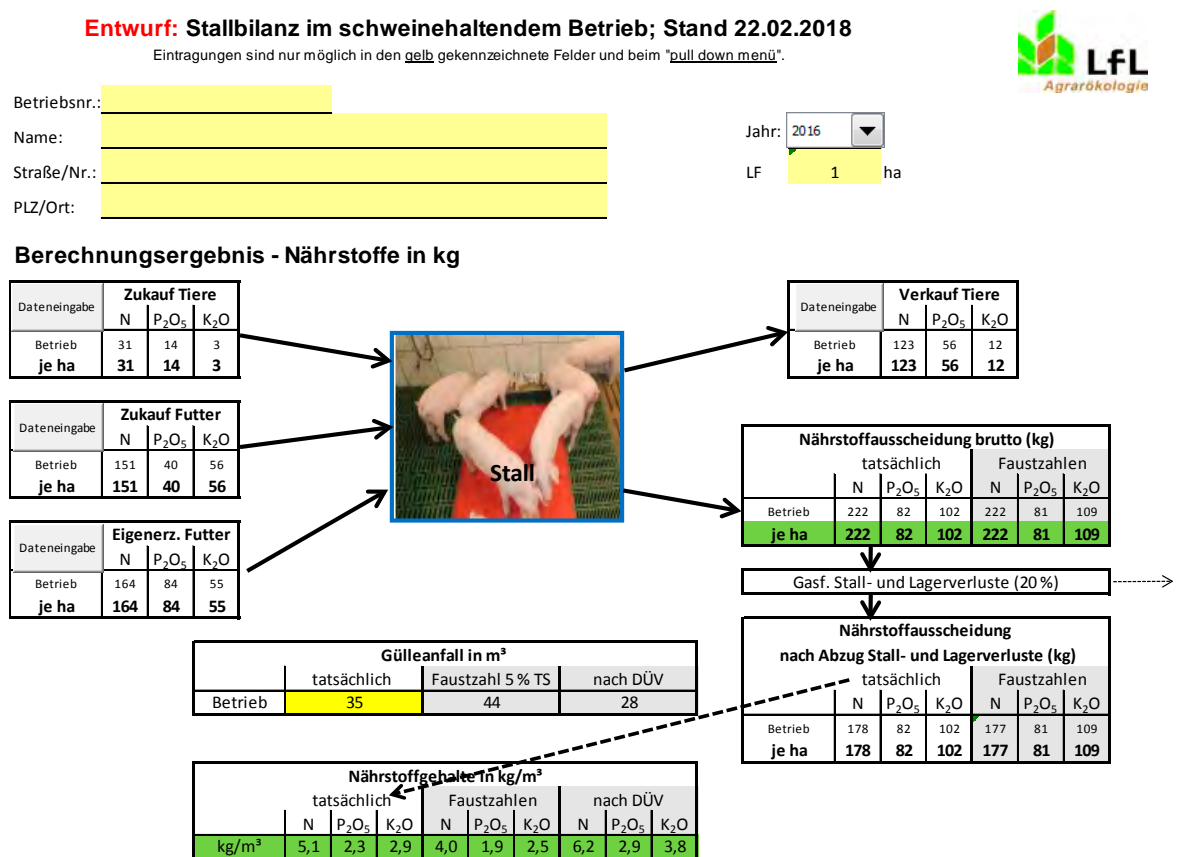 Entwurf: Stallbilanz im schweinehaltendem Betrieb; Stand 22.02.2018
Eintragungen sind nur möglich in den gelb gekennzeichnete Felder und beim "pull down menü".
LfL
Agrarökologie
Betriebsnr.:
Name:
Jahr: 2016
Straße/Nr.:
LF 1 ha
PLZ/Ort:
Berechnungsergebnis - Nährstoffe in kg
Dateneingabe Zukauf Tiere
N P₂O₅ K₂O
Betrieb 31 14 3
je ha 31 14 3
Dateneingabe Verkauf Tiere
N P₂O₅ K₂O
Betrieb 123 56 12
je ha 123 56 12
Dateneingabe Zukauf Futter
N P₂O₅ K₂O
Betrieb 151 40 56
je ha 151 40 56
Stall
Dateneingabe Eigenerz. Futter
N P₂O₅ K₂O
Betrieb 164 84 55
je ha 164 84 55
Nährstoffausscheidung brutto (kg)
tatsächlich Faustzahlen
N P₂O₅ K₂O N P₂O₅ K₂O
Betrieb 222 82 102 222 81 109
je ha 222 82 102 222 81 109
Gasf. Stall- und Lagerverluste (20 %)
Nährstoffausscheidung
nach Abzug Stall- und Lagerverluste (kg)
tatsächlich Faustzahlen
N P₂O₅ K₂O N P₂O₅ K₂O
Betrieb 178 82 102 177 81 109
je ha 178 82 102 177 81 109
Gülleanfall in m³
tatsächlich Faustzahl 5 % TS nach DÜV
Betrieb 35 44 28
Nährstoffgehalte in kg/m³
tatsächlich Faustzahlen nach DÜV
N P₂O₅ K₂O N P₂O₅ K₂O N P₂O₅ K₂O
kg/m³ 5,1 2,3 2,9 4,0 1,9 2,5 6,2 2,9 3,8